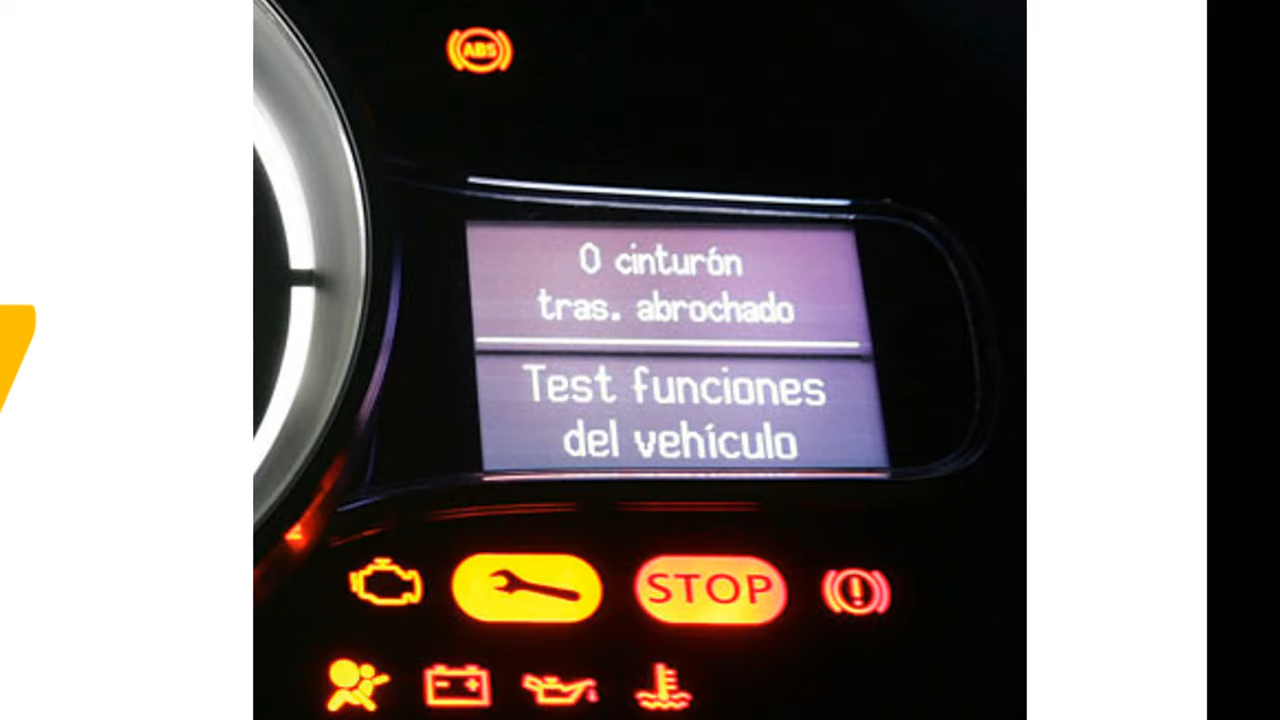 ABS
0 cinturón
tras. abrochado
Test funciones
del vehículo
STOP